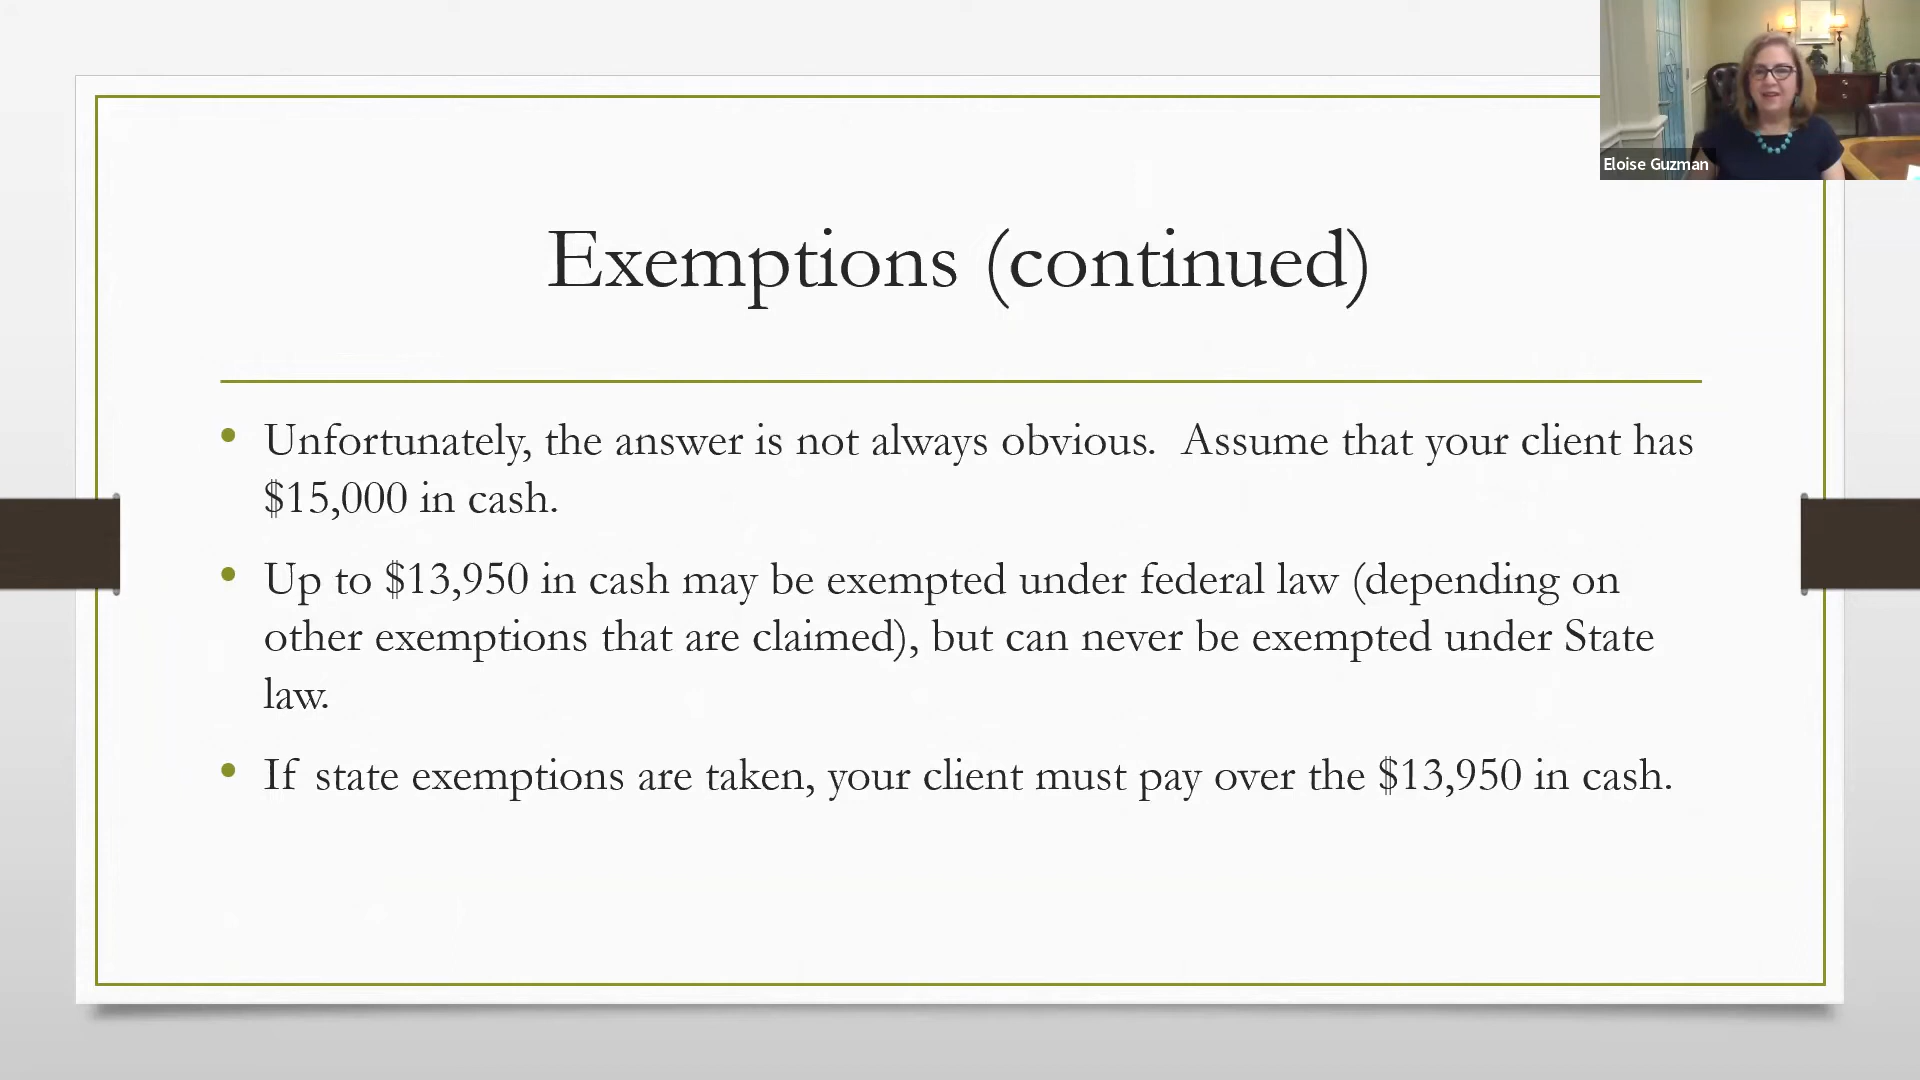 Eloise Guzman
Exemptions (continued)
• Unfortunately, the answer is not always obvious.  Assume that your client has
$15,000 in cash.
• Up to $13,950 in cash may be exempted under federal law (depending on
other exemptions that are claimed), but can never be exempted under State
law.
• If state exemptions are taken, your client must pay over the $13,950 in cash.